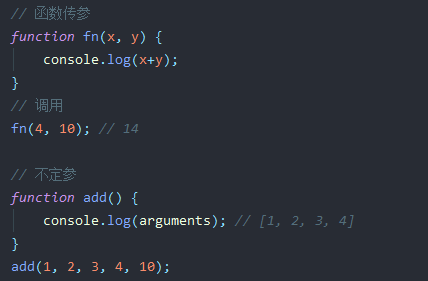 // 函数传参
function fn(x, y) {
console.log(x+y);
}
// 调用
fn(4, 10); // 14
// 不定参
function add() {
console.log(arguments); // [1, 2, 3, 4]
}
add(1, 2, 3, 4, 10);